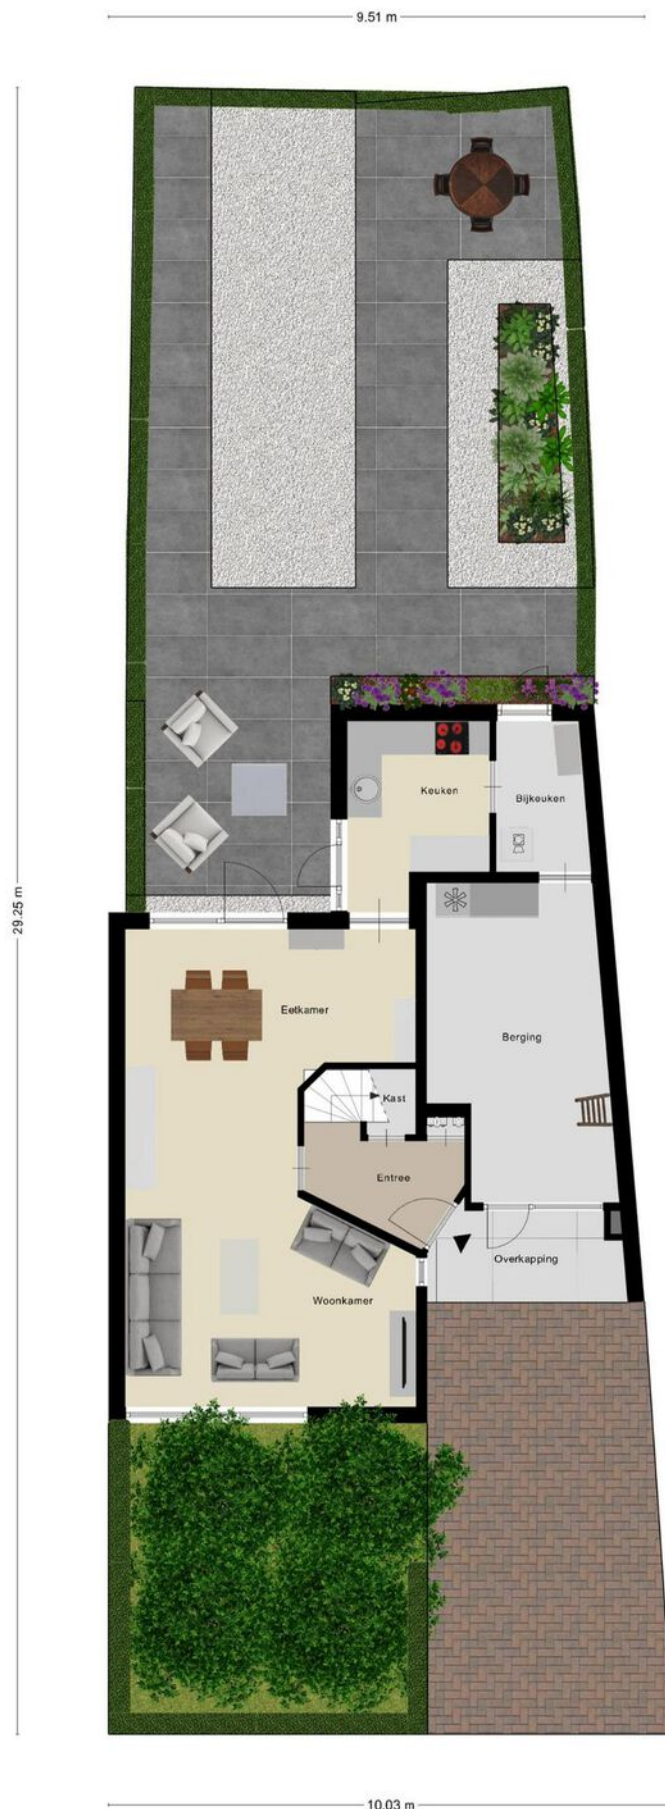 9.51 m
Keuken
Bijkeuken
29.25 m
Eetkamer
Berging
Kast
Entree
Overkapping
Woonkamer
10.03 m